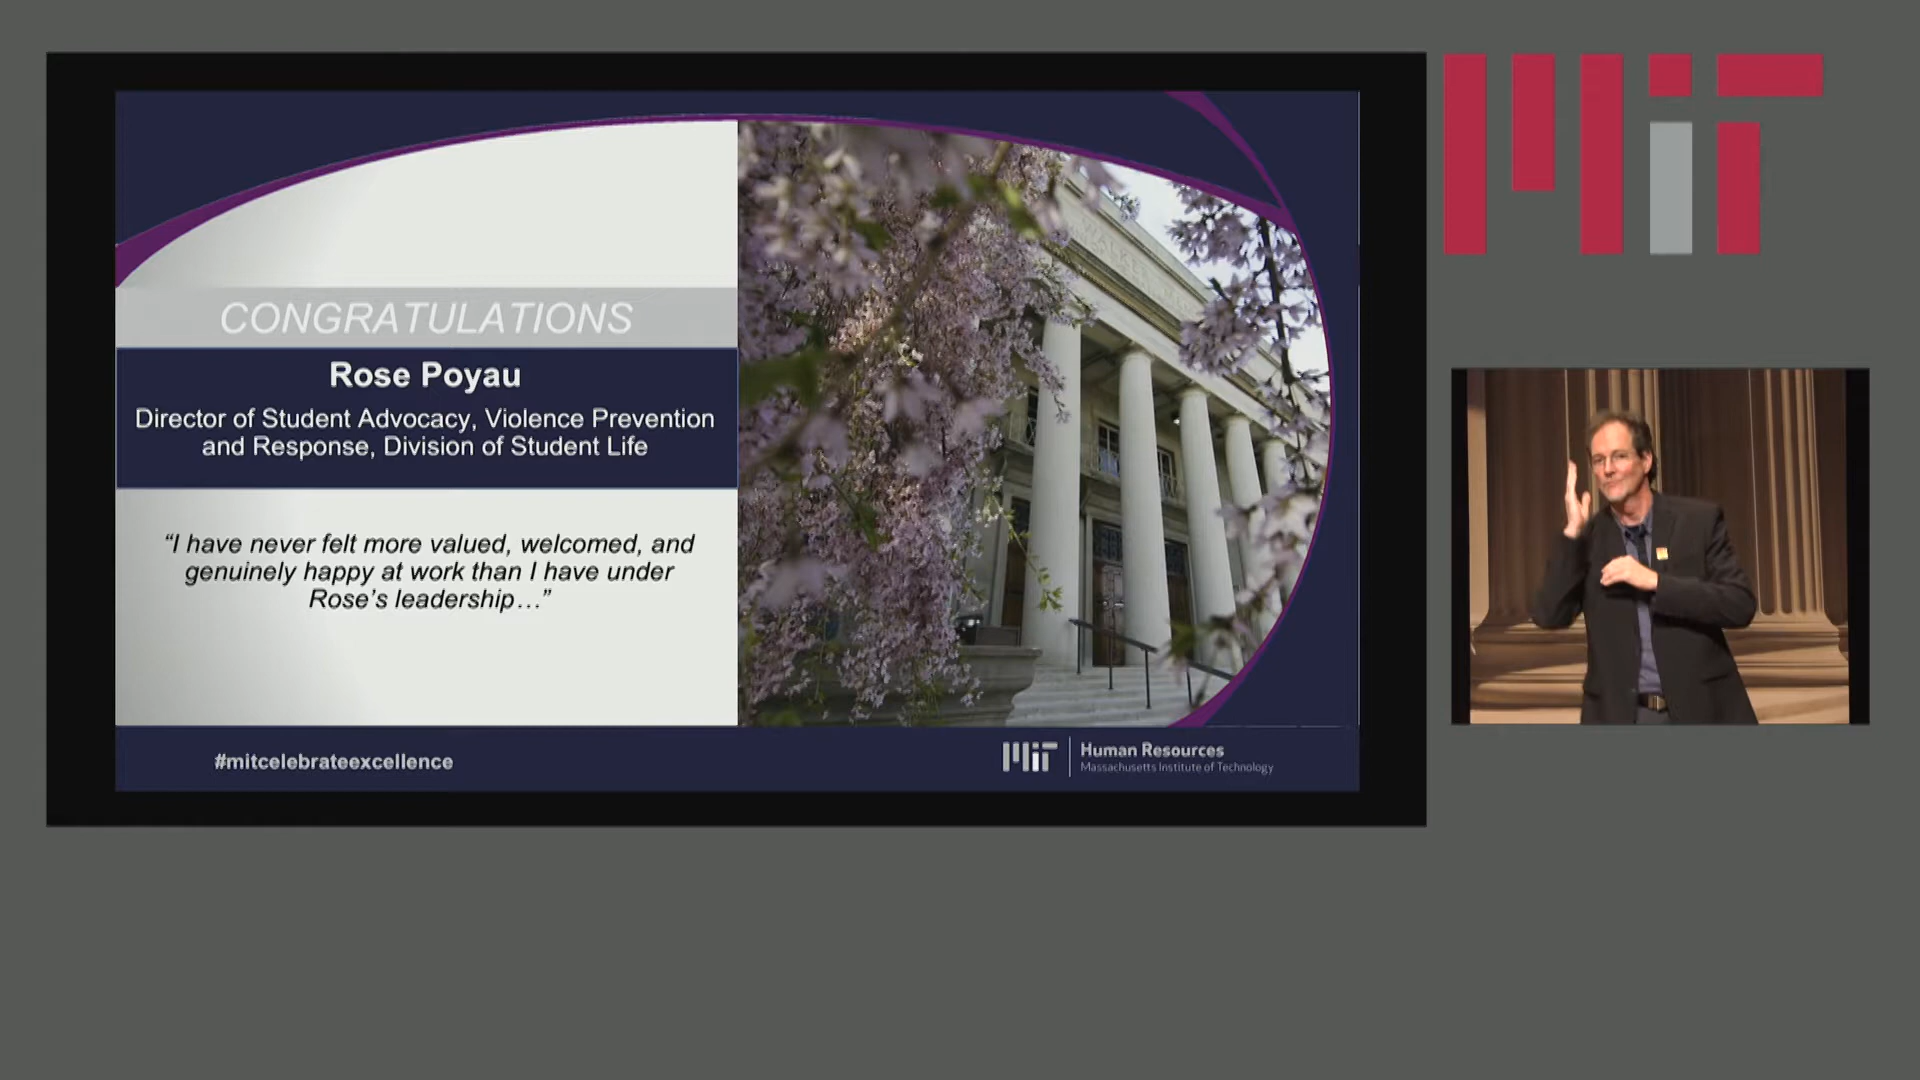 CONGRATULATIONS
Rose Poyau
Director of Student Advocacy, Violence Prevention
and Response, Division of Student Life
“I have never felt more valued, welcomed, and
genuinely happy at work than I have under
Rose’s leadership…”
#mitcelebrateexcellence
MIT
Human Resources
Massachusetts Institute of Technology
MIT
WALKER